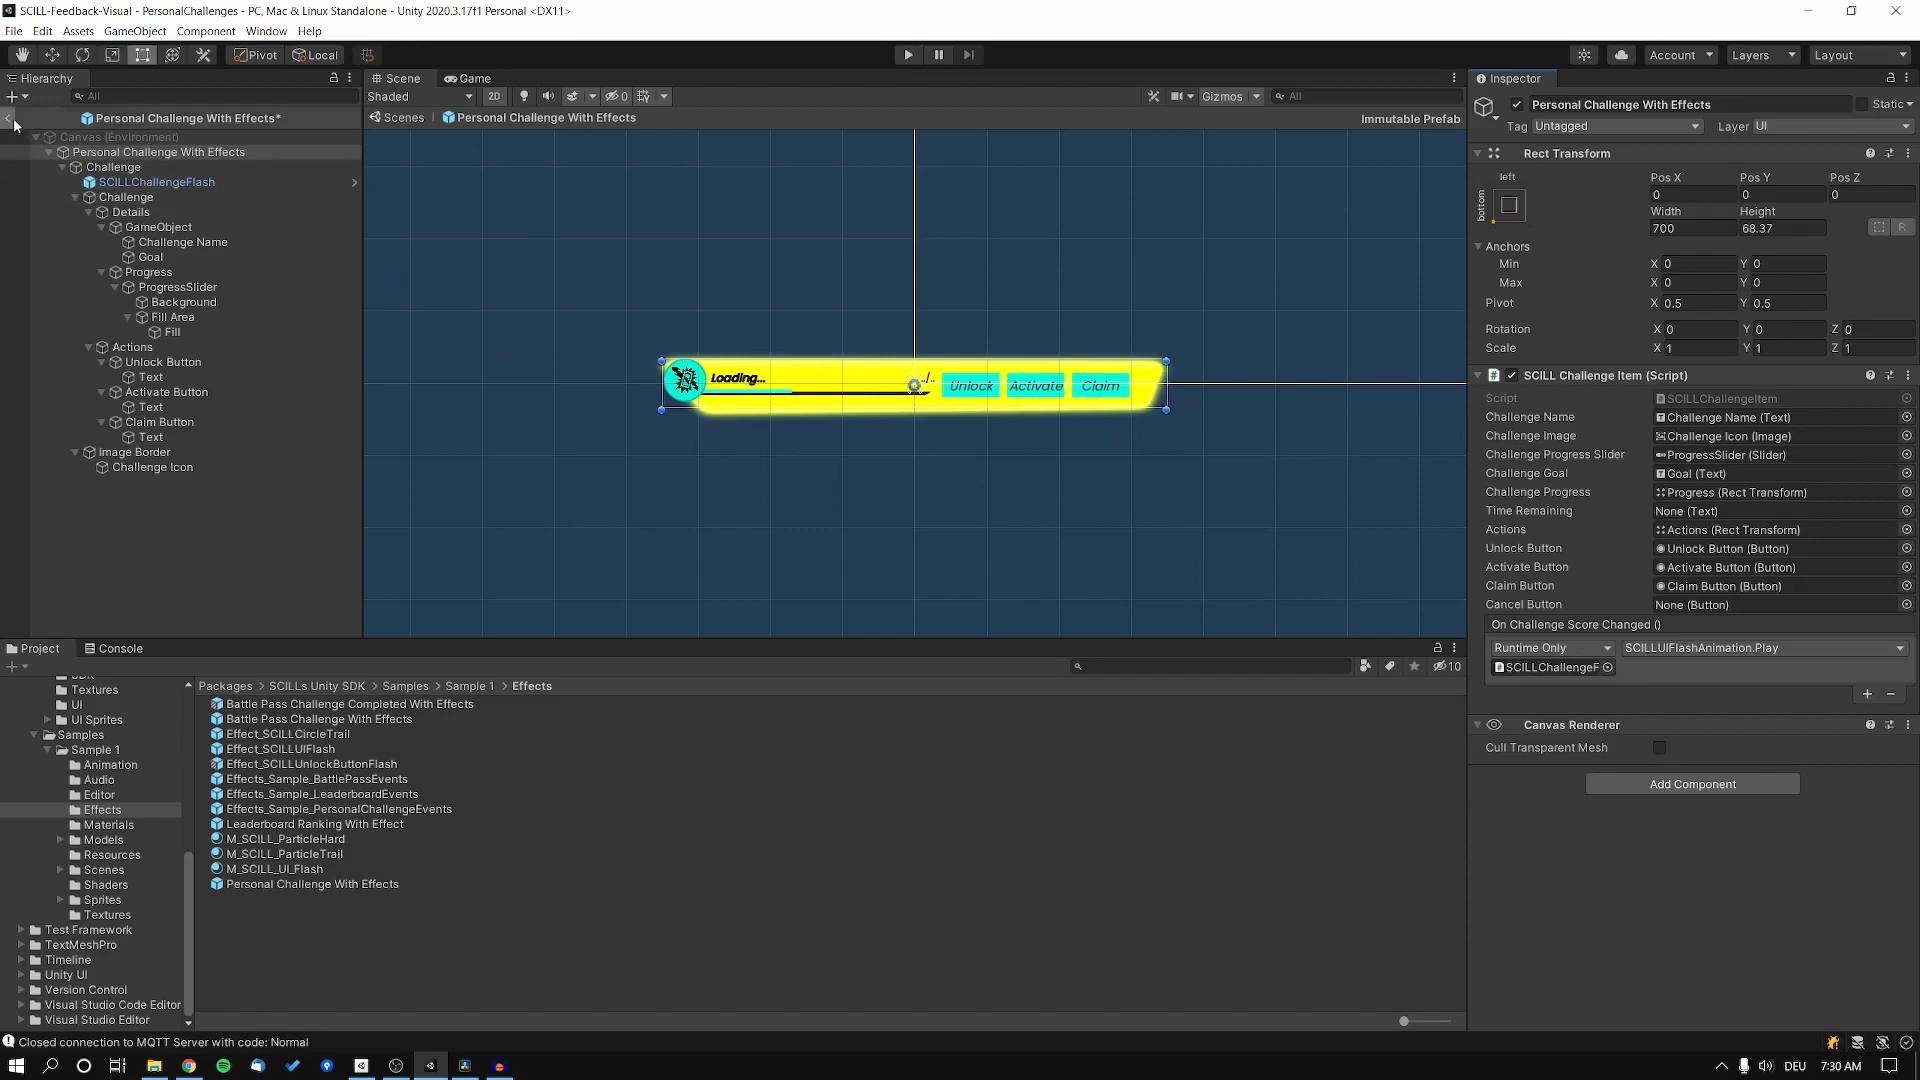 SCILL-Feedback-Visual - PersonalChallenges - PC, Mac & Linux Standalone - Unity 2020.3.17f1 Personal <DX11>
File Edit Assets GameObject Component Window Help
Pivot Local Account Layers Layout
Hierarchy
All
Personal Challenge With Effects*
Canvas (Environment)
Personal Challenge With Effects
Challenge
SCILLChallengeFlash
Challenge
Details
GameObject
Challenge Name
Goal
Progress
ProgressSlider
Background
Fill Area
Fill
Actions
Unlock Button
Text
Activate Button
Text
Claim Button
Text
Image Border
Challenge Icon
Scene Game
Shaded 2D 0 Gizmos All
Scenes Personal Challenge With Effects Immutable Prefab
Loading... ../.. Unlock Activate Claim
Inspector
Personal Challenge With Effects Static
Tag Untagged Layer UI
Rect Transform
left Pos X Pos Y Pos Z
bottom 0 0 0
Width Height
700 68.37 R
Anchors
Min X 0 Y 0
Max X 0 Y 0
Pivot X 0.5 Y 0.5
Rotation X 0 Y 0 Z 0
Scale X 1 Y 1 Z 1
SCILL Challenge Item (Script)
Script SCILLChallengeItem
Challenge Name Challenge Name (Text)
Challenge Image Challenge Icon (Image)
Challenge Progress Slider ProgressSlider (Slider)
Challenge Goal Goal (Text)
Challenge Progress Progress (Rect Transform)
Time Remaining None (Text)
Actions Actions (Rect Transform)
Unlock Button Unlock Button (Button)
Activate Button Activate Button (Button)
Claim Button Claim Button (Button)
Cancel Button None (Button)
On Challenge Score Changed ()
Runtime Only SCILLUIFlashAnimation.Play
SCILLChallengeF
Canvas Renderer
Cull Transparent Mesh
Add Component
Project Console
10
Textures
UI
UI Sprites
Samples
Sample 1
Animation
Audio
Editor
Effects
Materials
Models
Resources
Scenes
Shaders
Sprites
Textures
Test Framework
TextMeshPro
Timeline
Unity UI
Version Control
Visual Studio Code Editor
Visual Studio Editor
Packages > SCILLs Unity SDK > Samples > Sample 1 > Effects
Battle Pass Challenge Completed With Effects
Battle Pass Challenge With Effects
Effect_SCILLCircleTrail
Effect_SCILLUIFlash
Effect_SCILLUnlockButtonFlash
Effects_Sample_BattlePassEvents
Effects_Sample_LeaderboardEvents
Effects_Sample_PersonalChallengeEvents
Leaderboard Ranking With Effect
M_SCILL_ParticleHard
M_SCILL_ParticleTrail
M_SCILL_UI_Flash
Personal Challenge With Effects
Closed connection to MQTT Server with code: Normal
DEU 7:30 AM